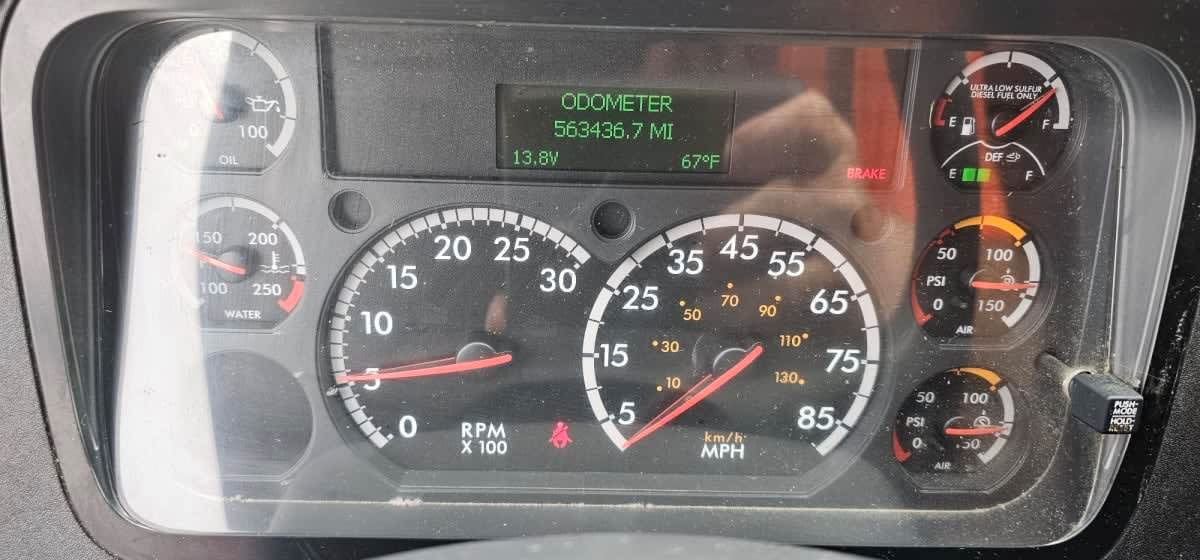 0
100
OIL
ODOMETER
563436.7 MI
13.8V
67°F
BRAKE
ULTRA LOW SULFUR
DIESEL FUEL ONLY
E
F
DEF
E
F
150
200
100
250
WATER
0
5
10
15
20
25
30
RPM
X 100
5
15
25
35
45
55
65
75
85
10
30
50
70
90
110
130
km/h
MPH
50
100
PSI
0
150
AIR
50
100
PSI
0
AIR
PUSH-
MODE
HOLD-
RESET